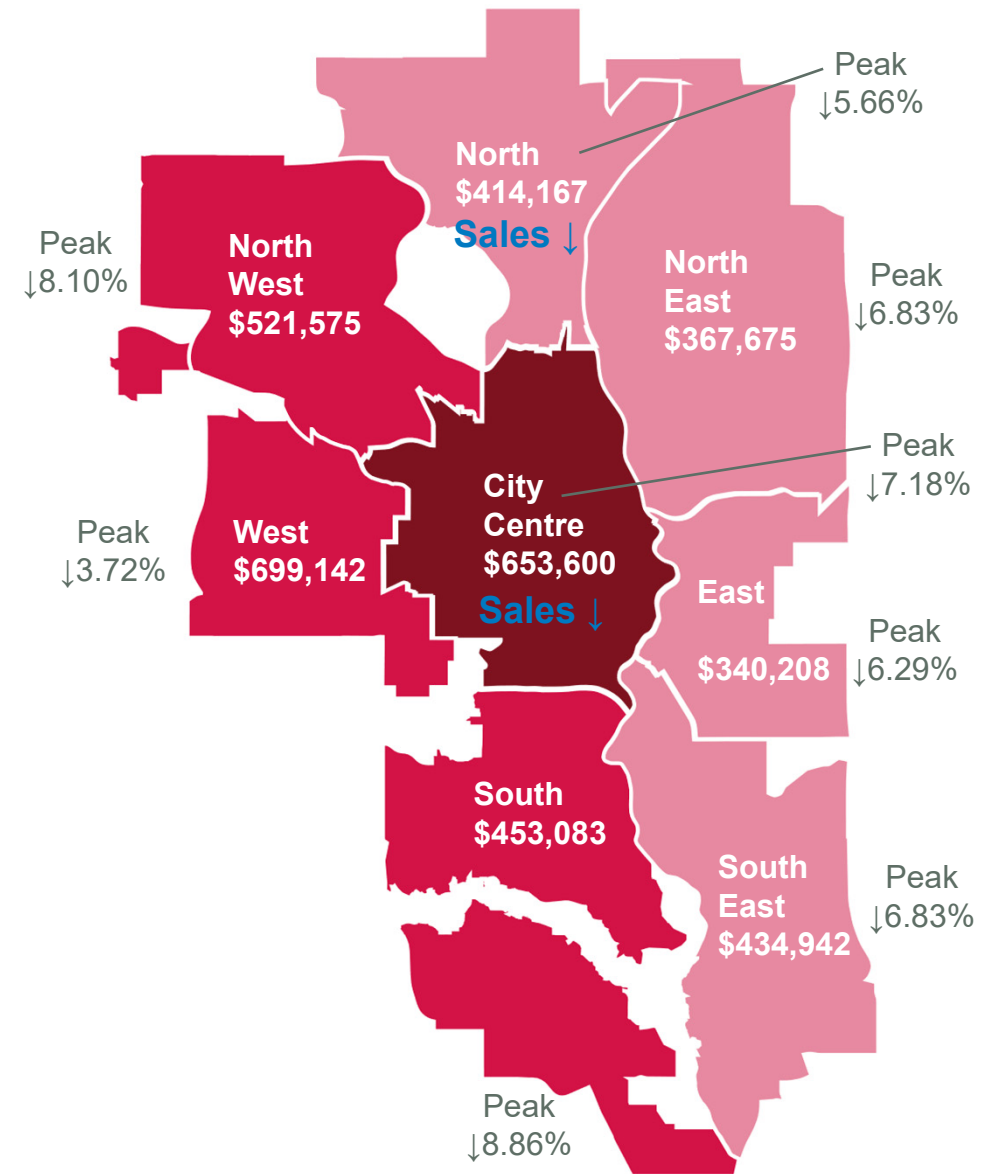 Peak
↓5.66%
North
$414,167
Sales ↓
Peak
↓8.10%
North
West
$521,575
North
East
$367,675
Peak
↓6.83%
Peak
↓7.18%
City
Centre
$653,600
Sales ↓
Peak
↓3.72%
West
$699,142
East
$340,208
Peak
↓6.29%
South
$453,083
South
East
$434,942
Peak
↓6.83%
Peak
↓8.86%